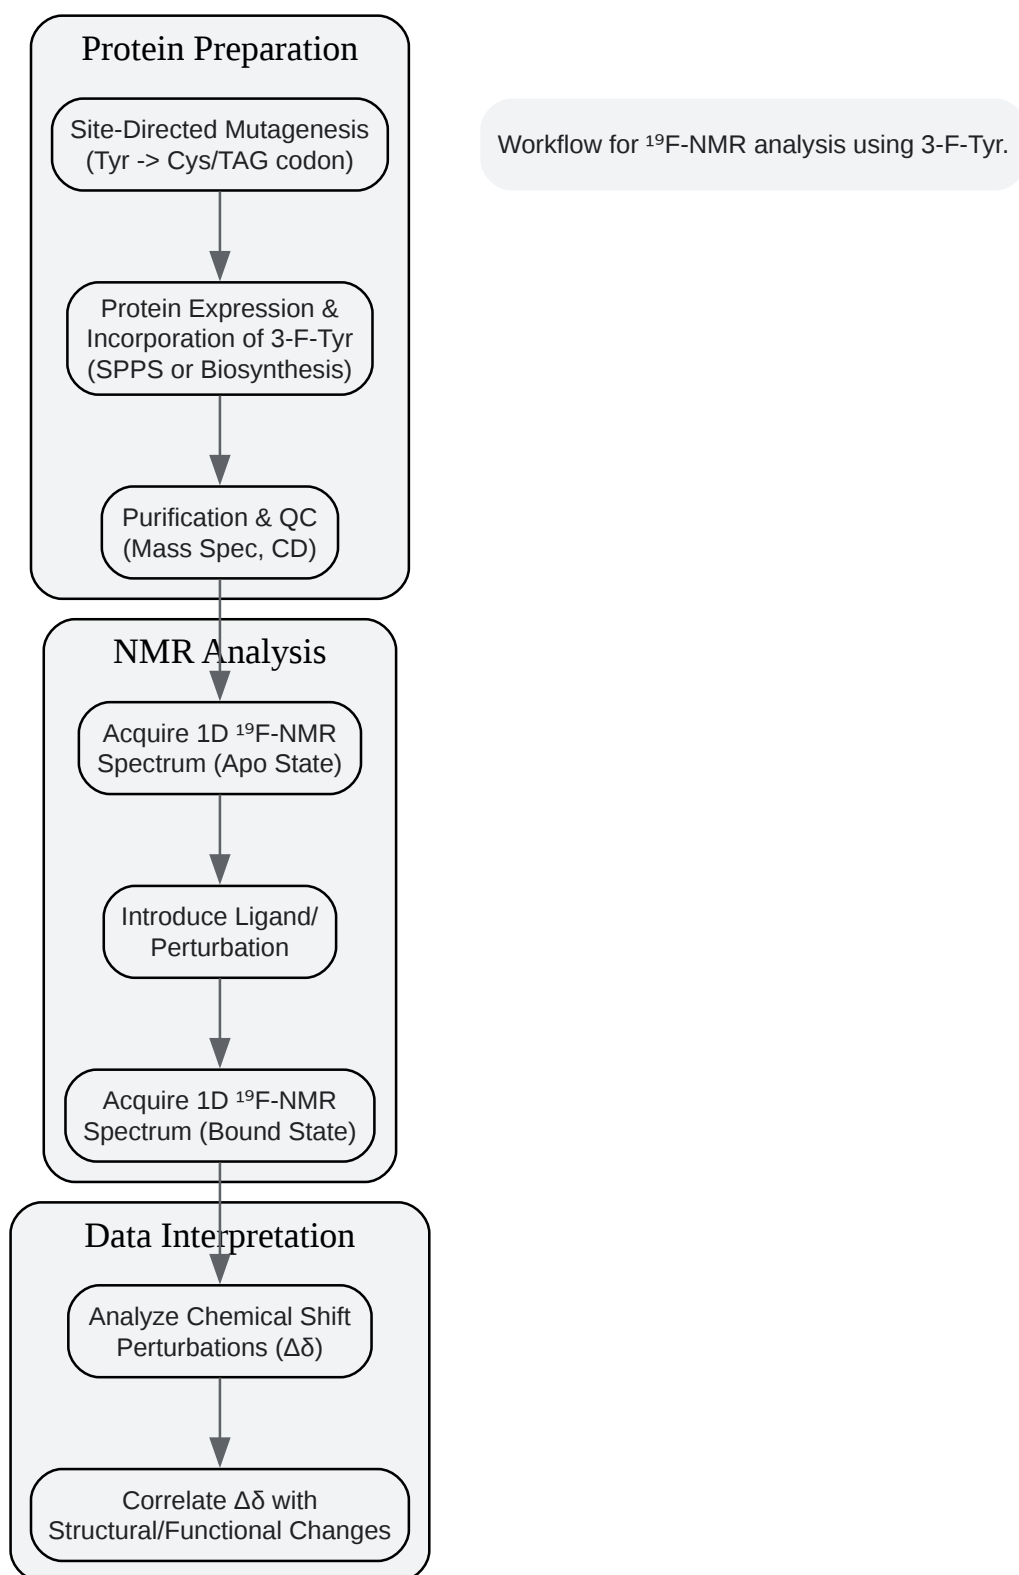 Protein Preparation
Site-Directed Mutagenesis
(Tyr -> Cys/TAG codon)
Workflow for ¹⁹F-NMR analysis using 3-F-Tyr.
Protein Expression &
Incorporation of 3-F-Tyr
(SPPS or Biosynthesis)
Purification & QC
(Mass Spec, CD)
NMR Analysis
Acquire 1D ¹⁹F-NMR
Spectrum (Apo State)
Introduce Ligand/
Perturbation
Acquire 1D ¹⁹F-NMR
Spectrum (Bound State)
Data Interpretation
Analyze Chemical Shift
Perturbations (Δδ)
Correlate Δδ with
Structural/Functional Changes